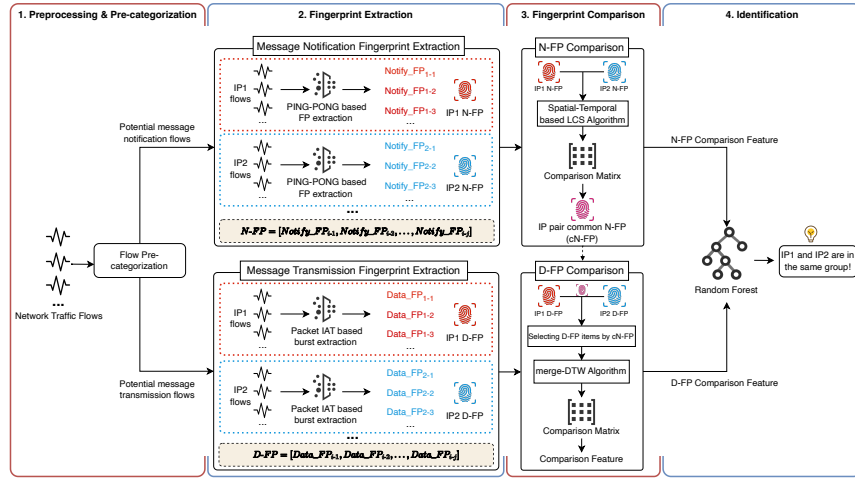 1. Preprocessing & Pre-categorization
2. Fingerprint Extraction
3. Fingerprint Comparison
4. Identification
Network Traffic Flows
...
Flow Pre-
categorization
Potential message
notification flows
Potential message
transmission flows
Message Notification Fingerprint Extraction
IP1
flows
...
PING-PONG based
FP extraction
Notify_FP1-1
Notify_FP1-2
Notify_FP1-3
...
IP1 N-FP
IP2
flows
...
PING-PONG based
FP extraction
Notify_FP2-1
Notify_FP2-2
Notify_FP2-3
...
IP2 N-FP
...
N-FP = [Notify_FPi-1, Notify_FPi-2, ..., Notify_FPi-j]
Message Transmission Fingerprint Extraction
IP1
flows
...
Packet IAT based
burst extraction
Data_FP1-1
Data_FP1-2
Data_FP1-3
...
IP1 D-FP
IP2
flows
...
Packet IAT based
burst extraction
Data_FP2-1
Data_FP2-2
Data_FP2-3
...
IP2 D-FP
...
D-FP = [Data_FPi-1, Data_FPi-2, ..., Data_FPi-j]
N-FP Comparison
IP1 N-FP
IP2 N-FP
Spatial-Temporal
based LCS Algorithm
Comparison Matirx
IP pair common N-FP
(cN-FP)
D-FP Comparison
IP1 D-FP
IP2 D-FP
Selecting D-FP items by cN-FP
merge-DTW Algorithm
Comparison Matrix
Comparison Feature
N-FP Comparison Feature
D-FP Comparison Feature
Random Forest
IP1 and IP2 are in
the same group!